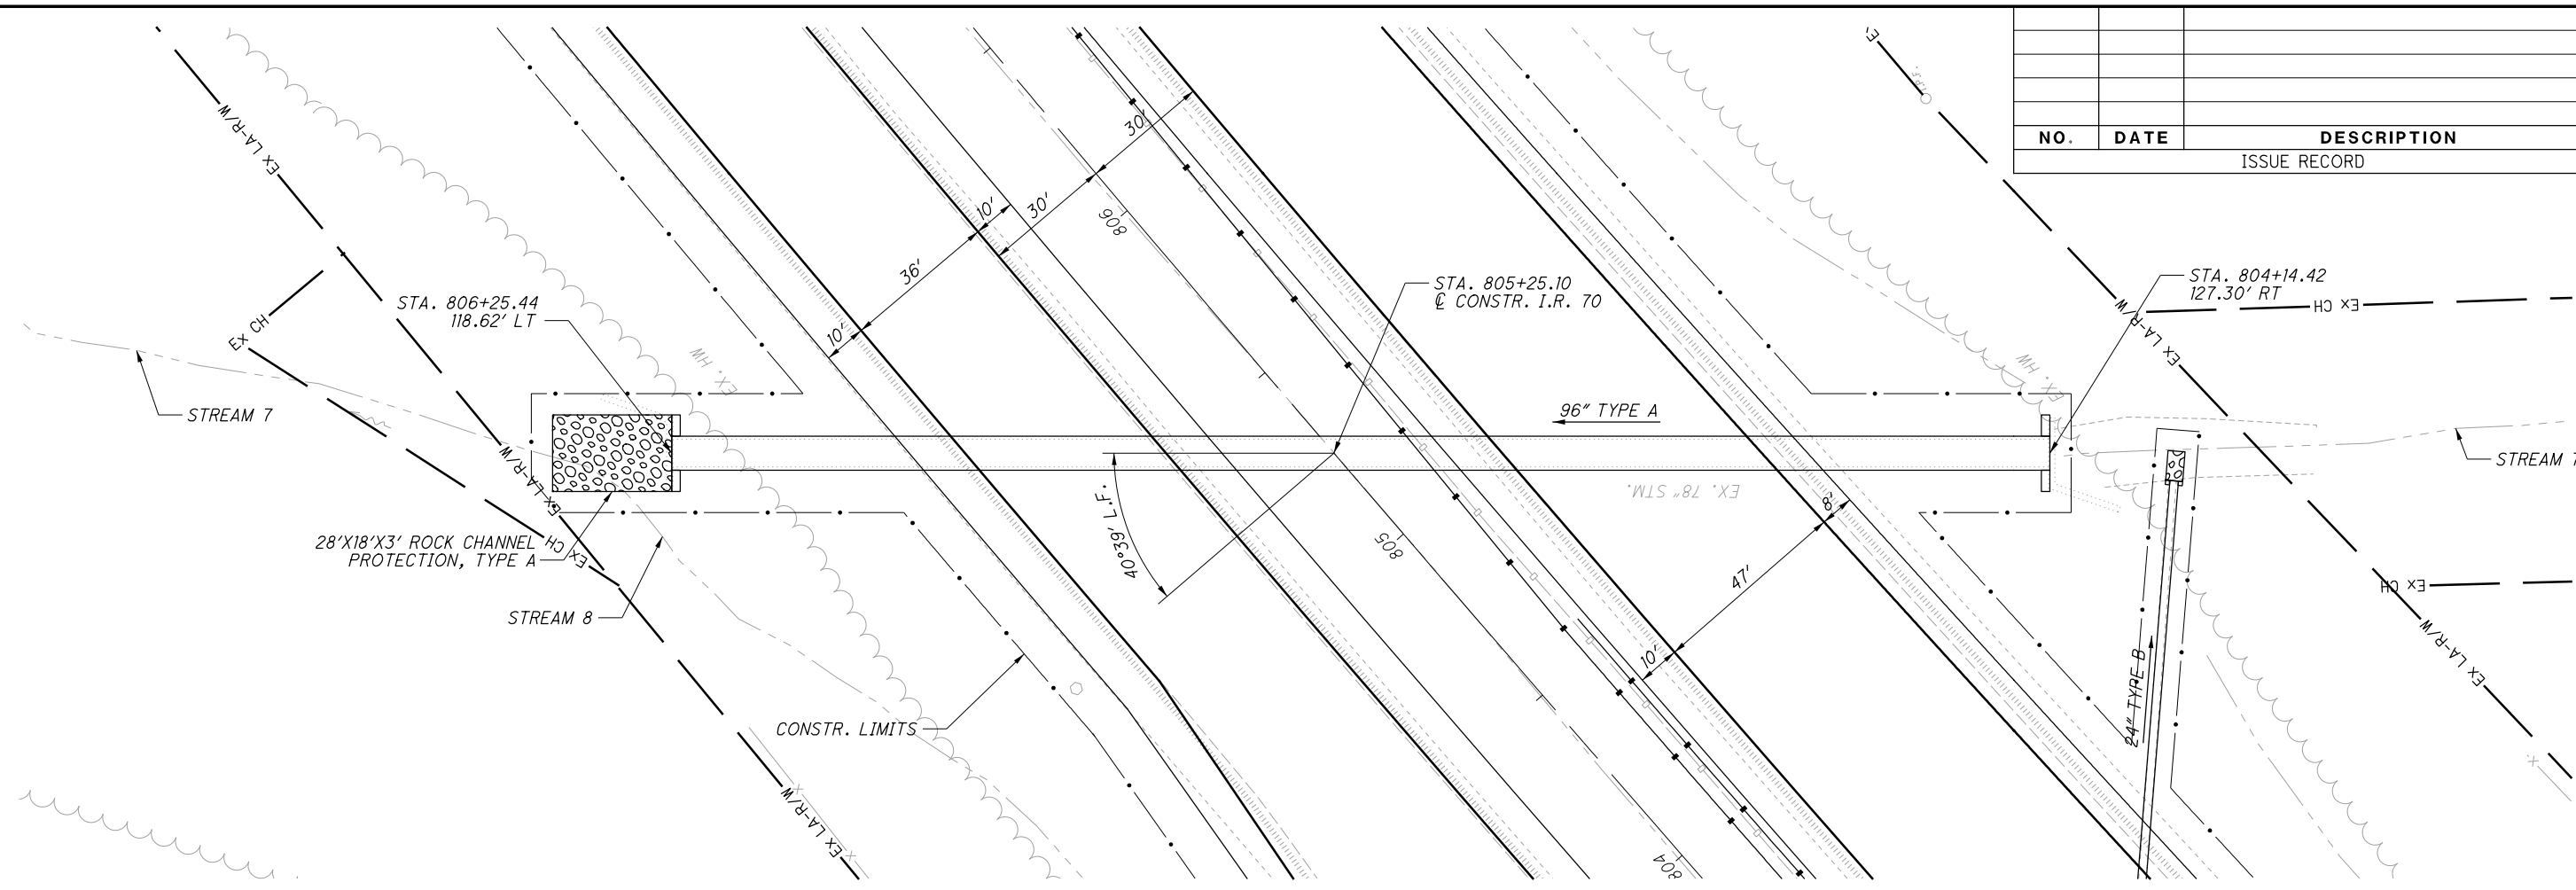 NO. DATE DESCRIPTION
ISSUE RECORD
EX LA-R/W
30'
30'
10'
36'
10'
806
STA. 805+25.10
℄ CONSTR. I.R. 70
STA. 804+14.42
127.30' RT
EX CH
EX LA-R/W
STA. 806+25.44
118.62' LT
EX CH
EX. HW
EX. HW
STREAM 7
96" TYPE A
EX LA-R/W
40°39' L.F.
EX. 78" STM.
8'
STREAM
805
28'X18'X3' ROCK CHANNEL
PROTECTION, TYPE A
EX CH
47'
EX CH
STREAM 8
10'
24" TYPE B
EX LA-R/W
CONSTR. LIMITS
EX LA-R/W
804